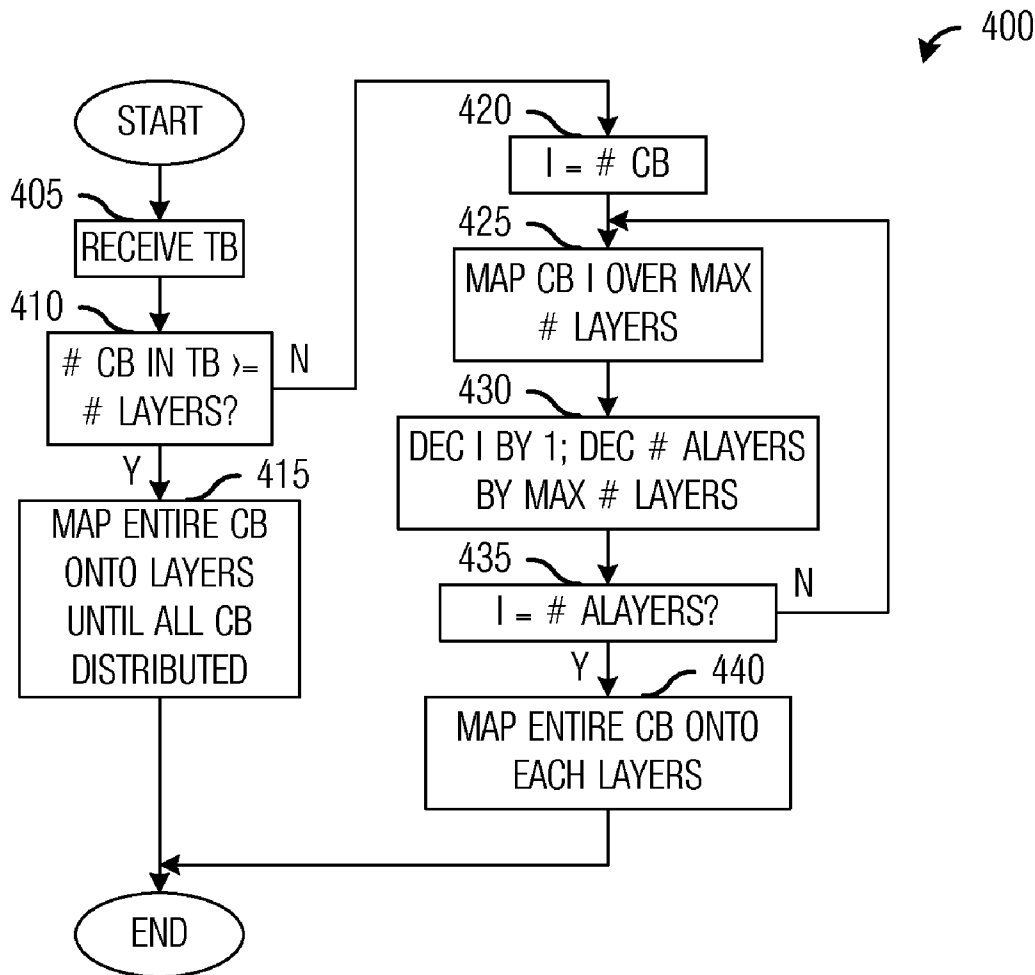 400
START
405
RECEIVE TB
410
# CB IN TB >=
# LAYERS?
N
Y
415
MAP ENTIRE CB
ONTO LAYERS
UNTIL ALL CB
DISTRIBUTED
420
I = # CB
425
MAP CB I OVER MAX
# LAYERS
430
DEC I BY 1; DEC # ALAYERS
BY MAX # LAYERS
435
I = # ALAYERS?
N
Y
440
MAP ENTIRE CB ONTO
EACH LAYERS
END